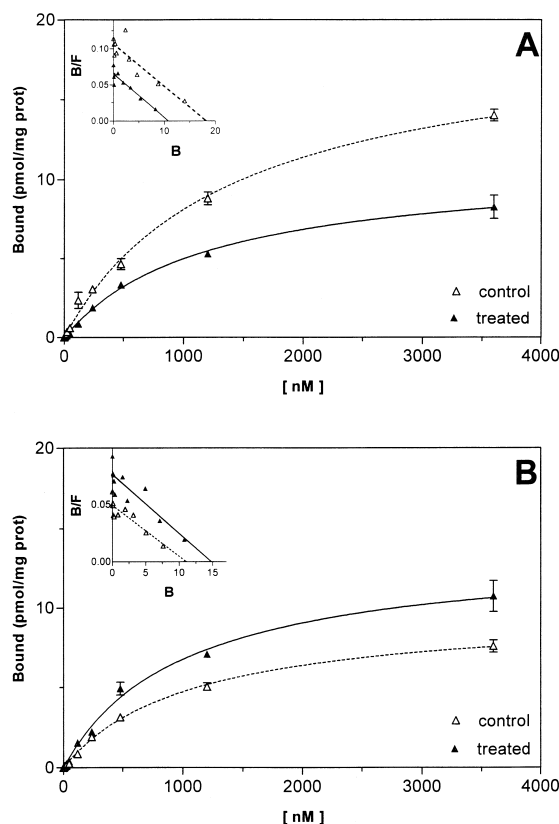 A
Bound (pmol/mg prot)
20
10
0
0 1000 2000 3000 4000
[ nM ]
B/F
0.10
0.05
0.00
0 10 20
B
control
treated
B
Bound (pmol/mg prot)
20
10
0
0 1000 2000 3000 4000
[ nM ]
B/F
0.05
0.00
0 5 10 15
B
control
treated